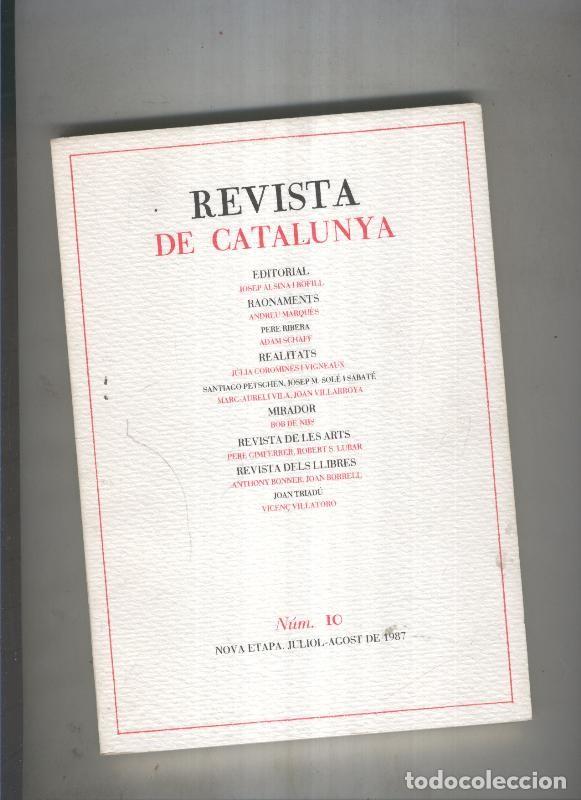 REVISTA
DE CATALUNYA
EDITORIAL
JOSEP ALSINA I BOFILL
RAONAMENTS
ANDREU MARQUÈS
PERE RIBERA
ADAM SCHAFF
REALITATS
JÚLIA COROMINES I VIGNEAUX
SANTIAGO PETSCHEN, JOSEP M. SOLÉ I SABATÉ
MARC-AURELI VILA, JOAN VILLARROYA
MIRADOR
BOB DE NIJS
REVISTA DE LES ARTS
PERE GIMFERRER, ROBERT S. LUBAR
REVISTA DELS LLIBRES
ANTHONY BONNER, JOAN BORRELL
JOAN TRIADÚ
VICENÇ VILLATORO
Núm. 10
NOVA ETAPA. JULIOL-AGOST DE 1987
todocoleccion.net